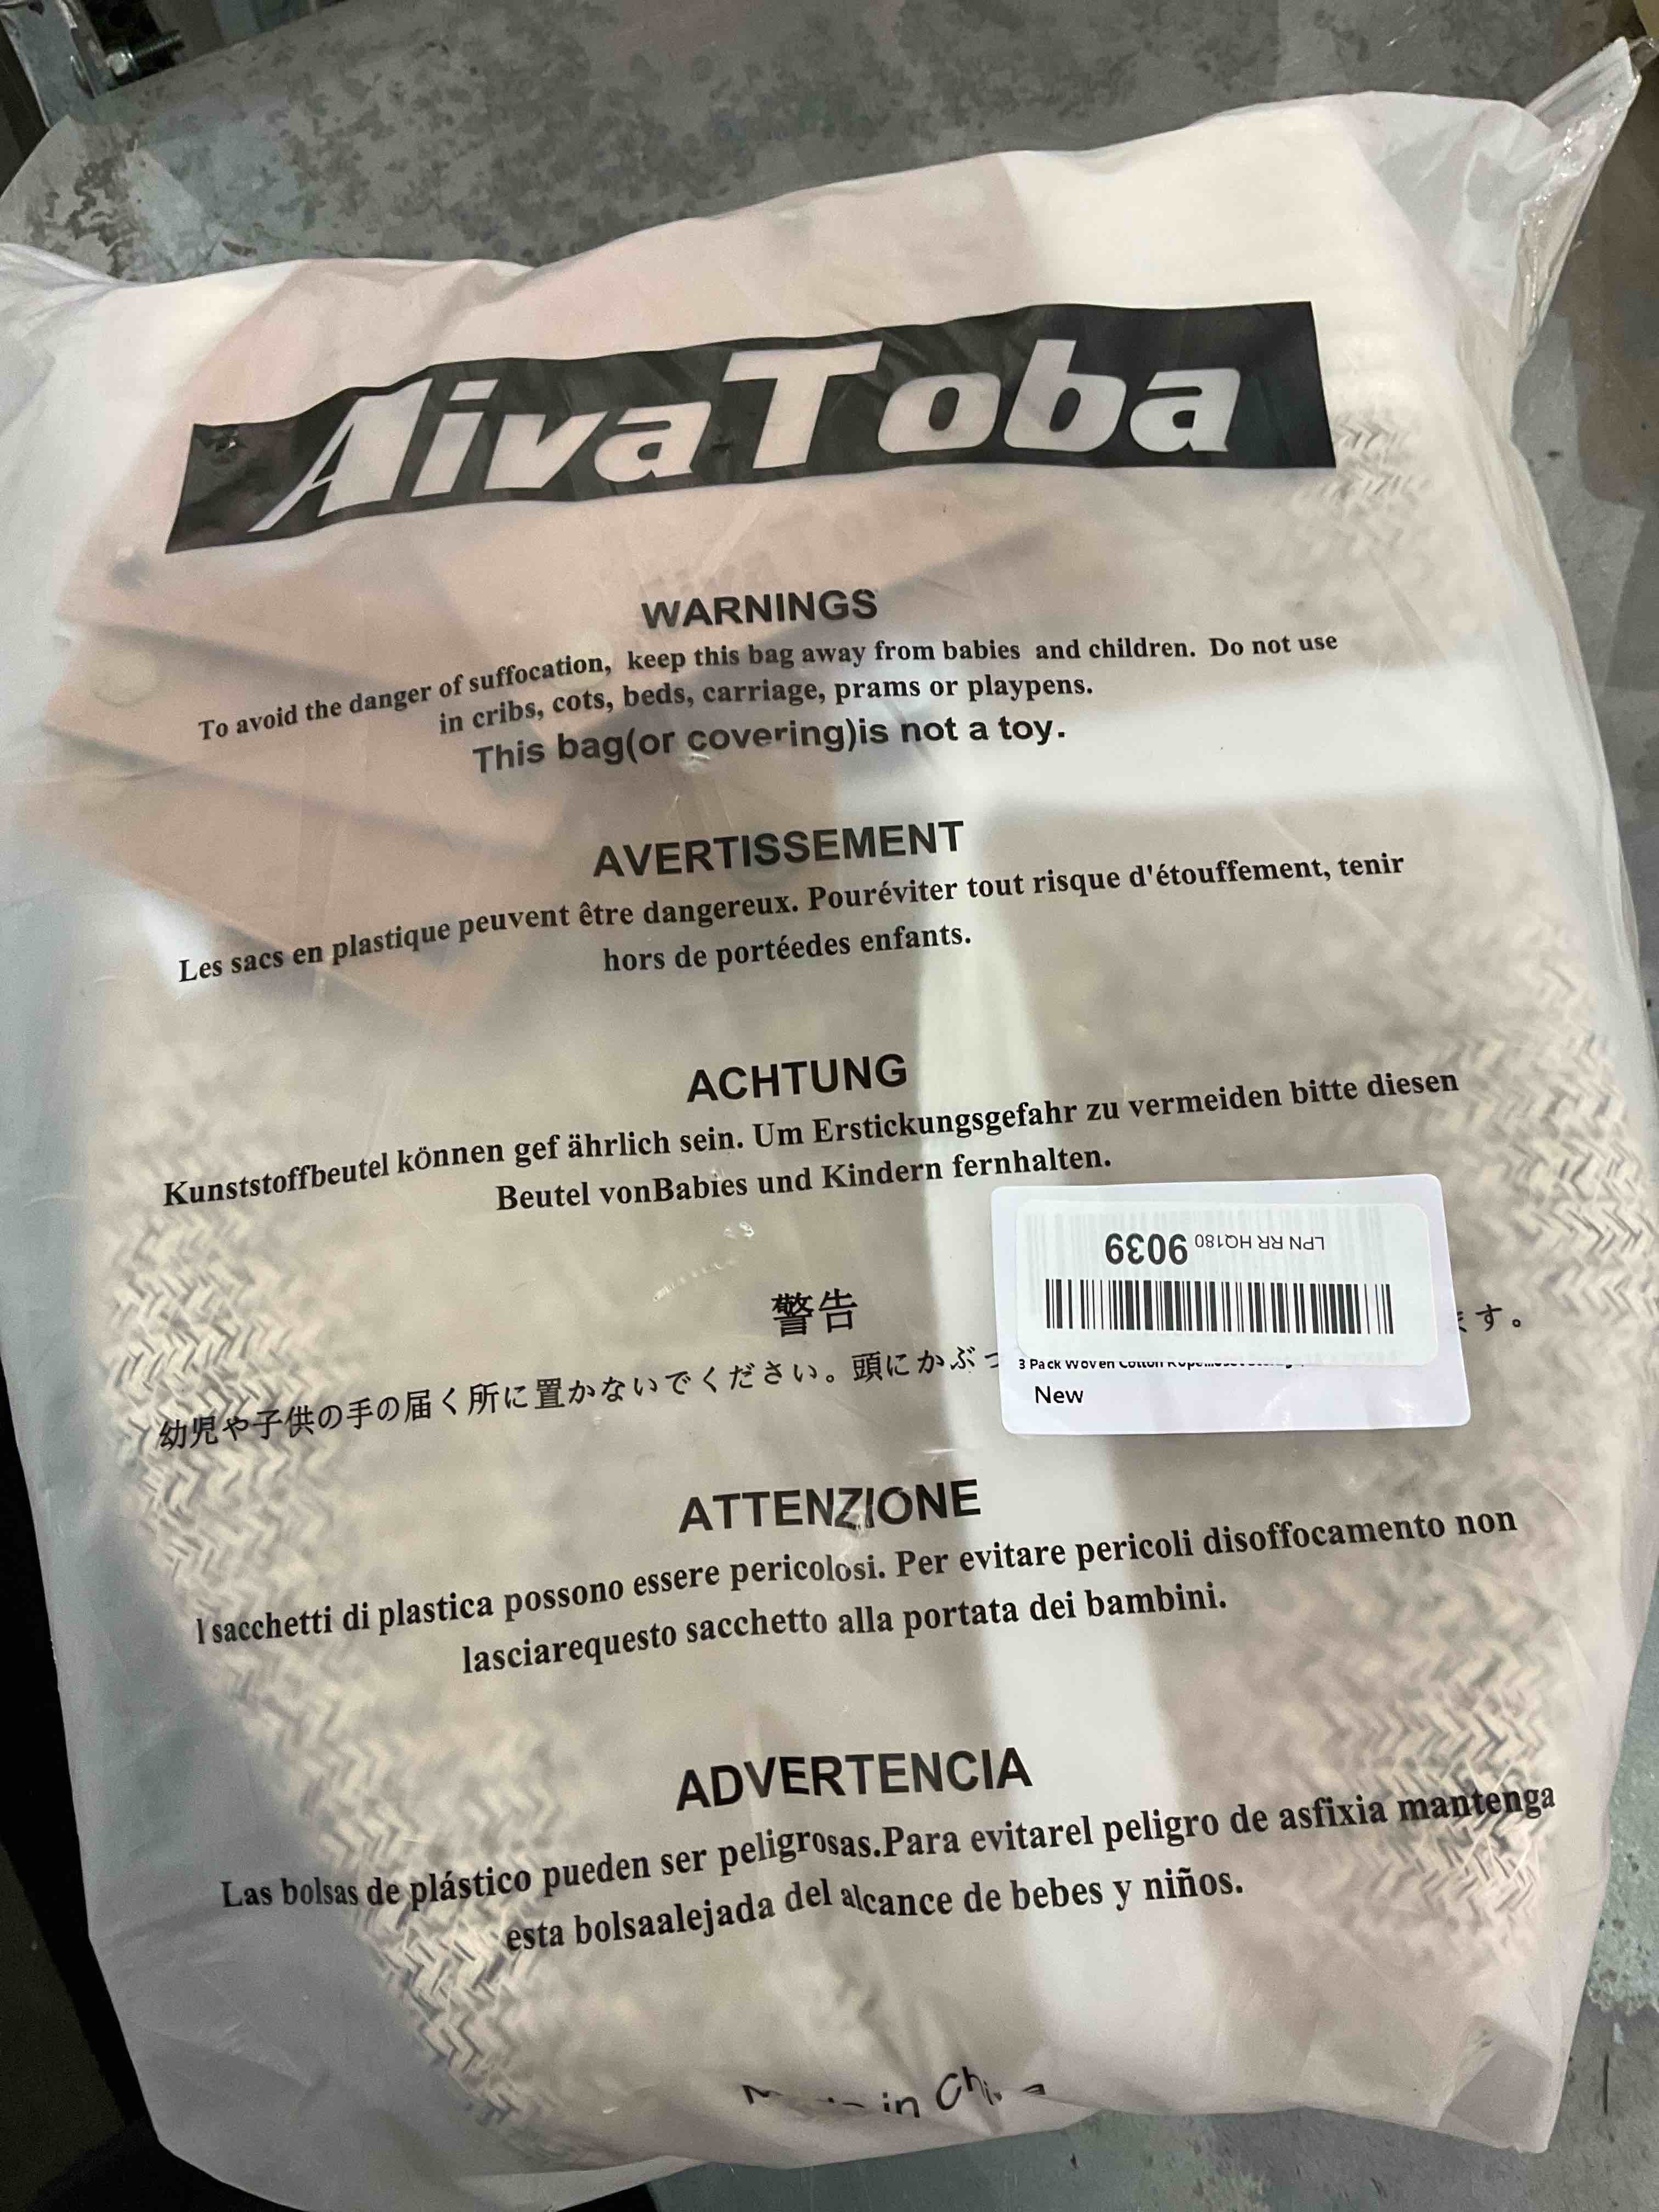 AivaToba
WARNINGS
To avoid the danger of suffocation, keep this bag away from babies and children. Do not use
in cribs, cots, beds, carriage, prams or playpens.
This bag(or covering)is not a toy.
AVERTISSEMENT
Les sacs en plastique peuvent être dangereux. Pouréviter tout risque d'étouffement, tenir
hors de portéedes enfants.
ACHTUNG
Kunststoffbeutel können gef ährlich sein. Um Erstickungsgefahr zu vermeiden bitte diesen
Beutel vonBabies und Kindern fernhalten.
LPN RR HQ180 9039
3 Pack Woven Cotton
New
警告
幼児や子供の手の届く所に置かないでください。頭にかぶっ ます。
ATTENZIONE
I sacchetti di plastica possono essere pericolosi. Per evitare pericoli disoffocamento non
lasciarequesto sacchetto alla portata dei bambini.
ADVERTENCIA
Las bolsas de plástico pueden ser peligrosas.Para evitarel peligro de asfixia mantenga
esta bolsaalejada del alcance de bebes y niños.
Made in China